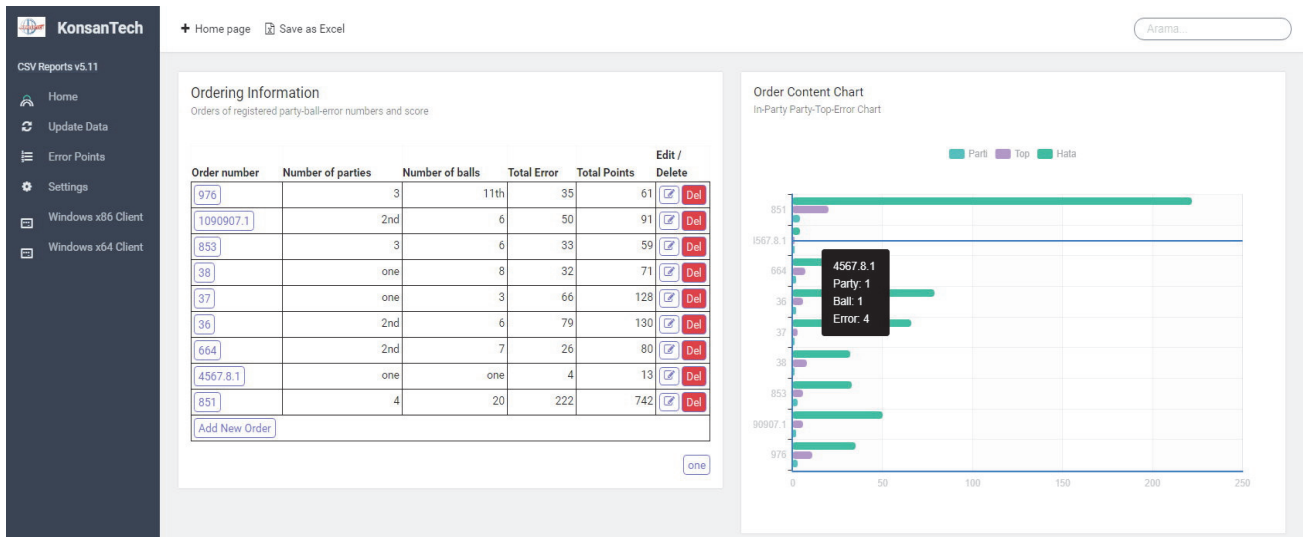 KonsanTech
CSV Reports v5.11
Home
Update Data
Error Points
Settings
Windows x86 Client
Windows x64 Client
Home page Save as Excel
Arama...
Ordering Information
Orders of registered party-ball-error numbers and score
Edit /
Order number Number of parties Number of balls Total Error Total Points Delete
976 3 11th 35 61 Del
1090907.1 2nd 6 50 91 Del
853 3 6 33 59 Del
38 one 8 32 71 Del
37 one 3 66 128 Del
36 2nd 6 79 130 Del
664 2nd 7 26 80 Del
4567.8.1 one one 4 13 Del
851 4 20 222 742 Del
Add New Order
one
Order Content Chart
In-Party Party-Top-Error Chart
Parti Top Hata
851
567.8.1
664
36
37
38
853
90907.1
976
4567.8.1
Party: 1
Ball: 1
Error: 4
0 50 100 150 200 250